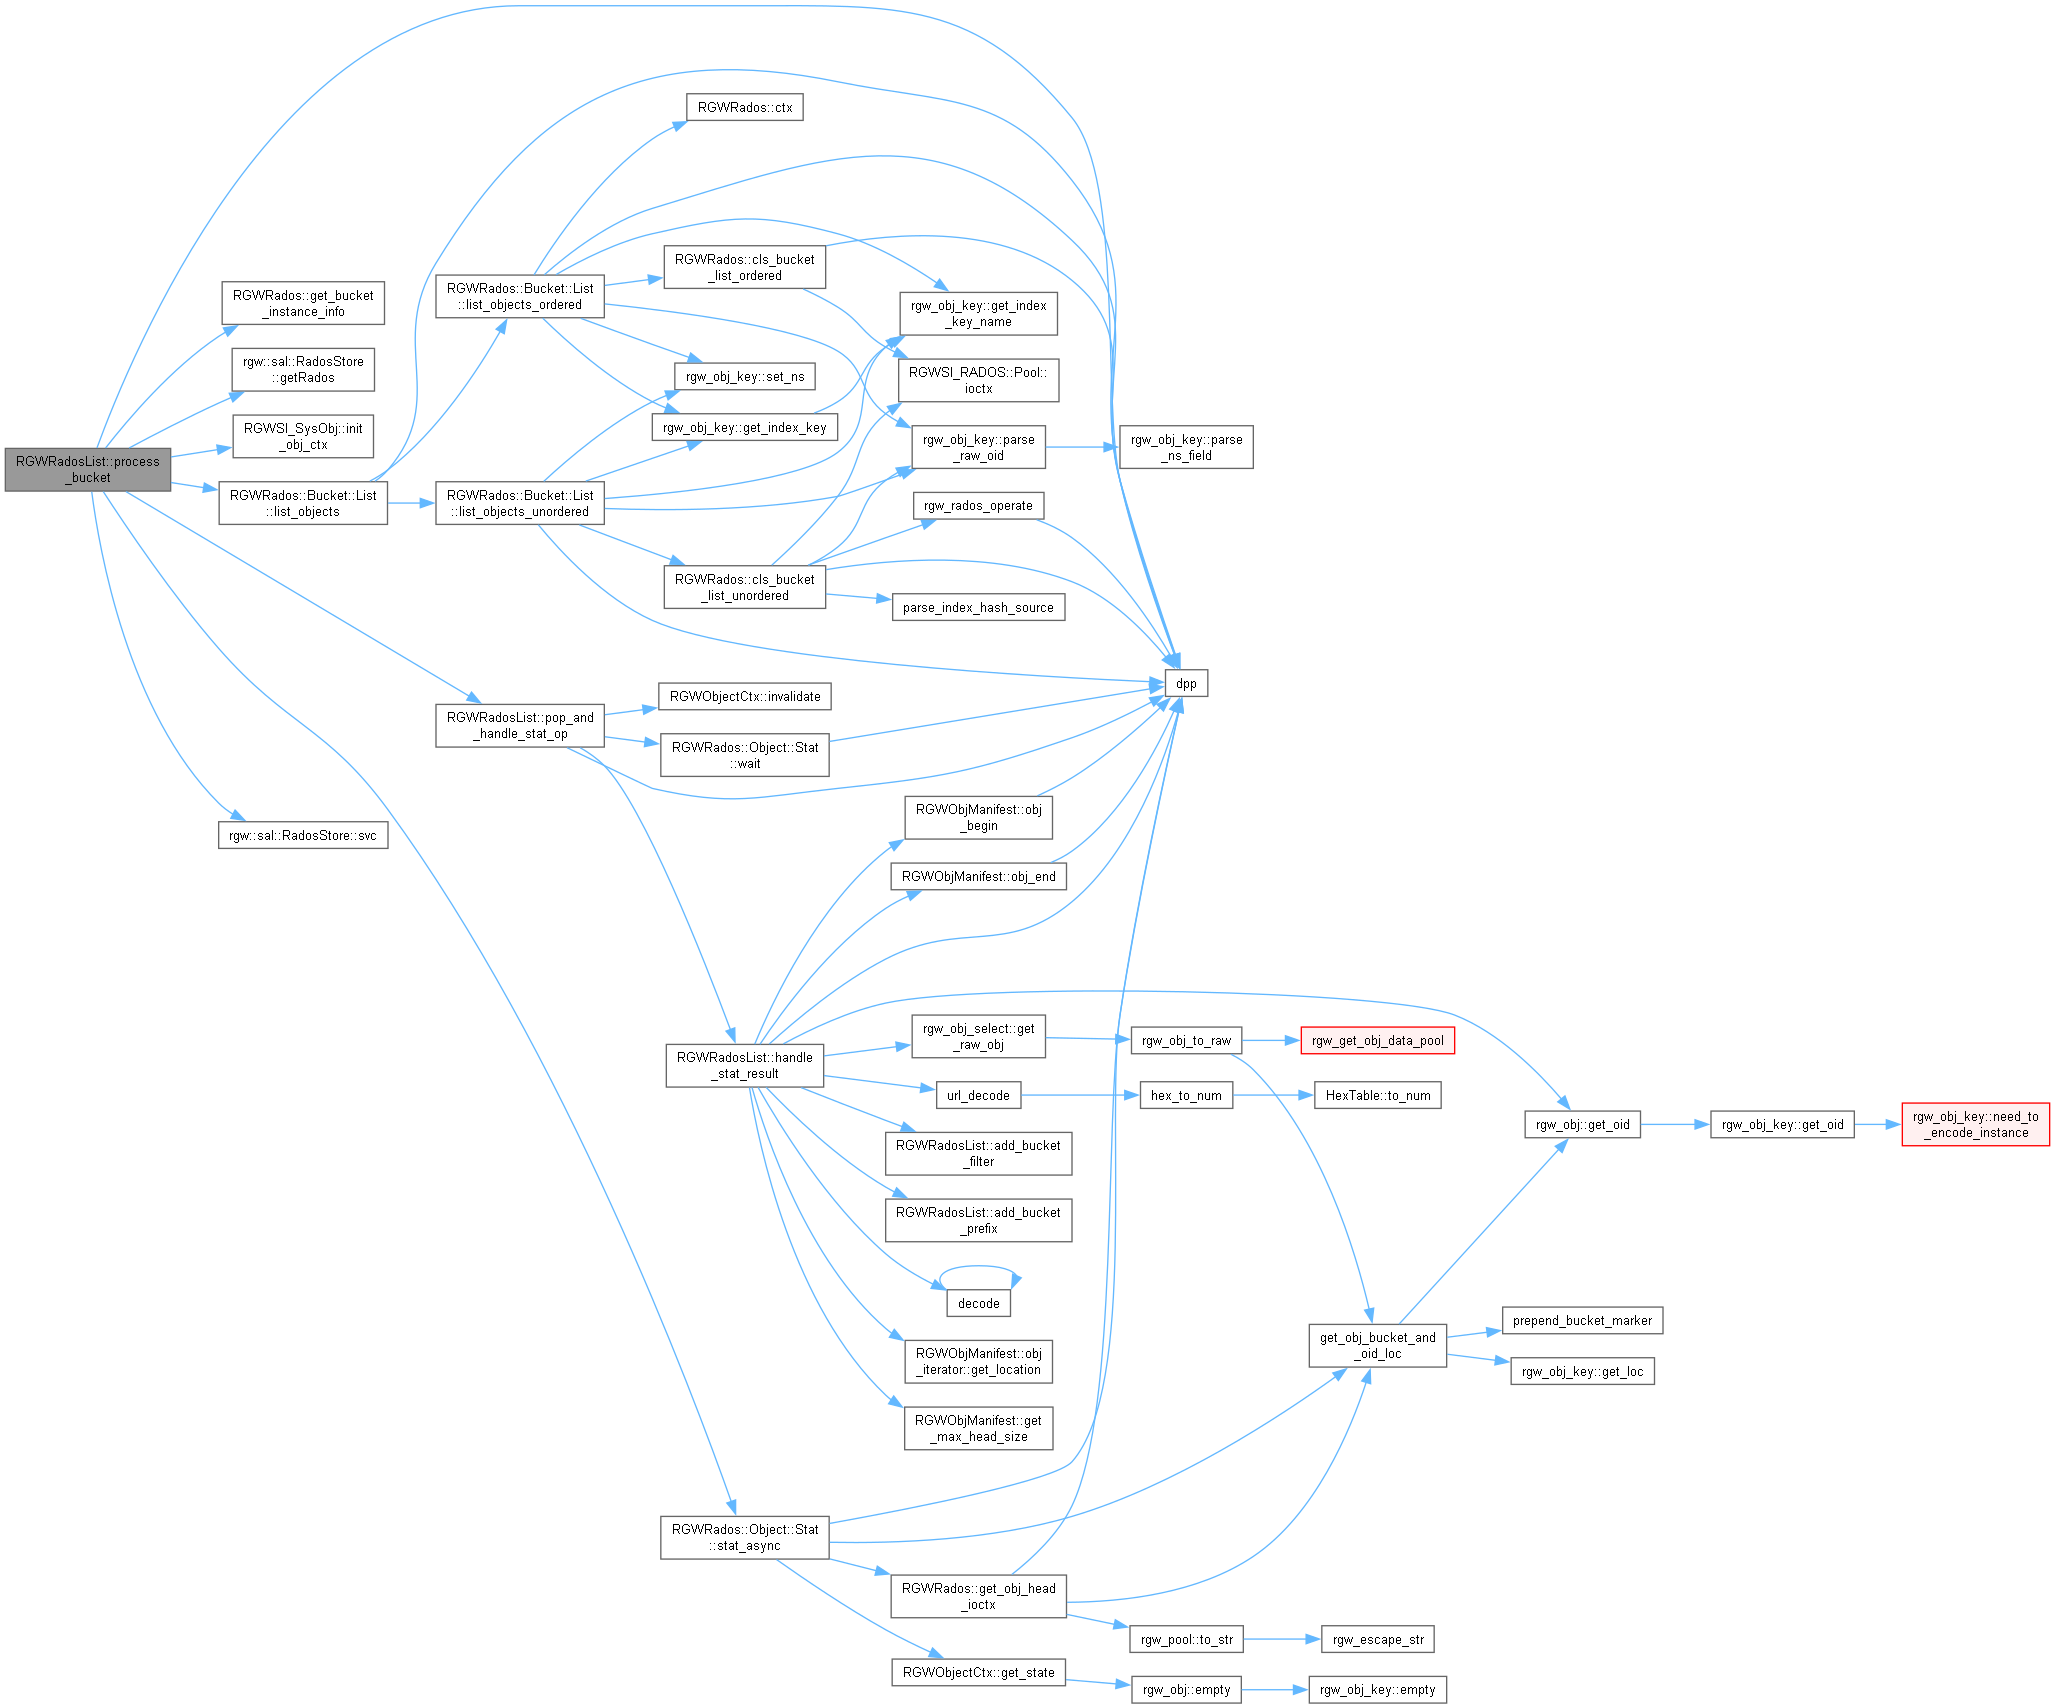 RGWRadosList::process
_bucket
RGWRados::get_bucket
_instance_info
rgw::sal::RadosStore
::getRados
RGWSI_SysObj::init
_obj_ctx
RGWRados::Bucket::List
::list_objects
rgw::sal::RadosStore::svc
RGWRados::Bucket::List
::list_objects_ordered
RGWRados::Bucket::List
::list_objects_unordered
RGWRadosList::pop_and
_handle_stat_op
RGWRados::ctx
RGWRados::cls_bucket
_list_ordered
rgw_obj_key::set_ns
rgw_obj_key::get_index_key
RGWRados::cls_bucket
_list_unordered
RGWObjectCtx::invalidate
RGWRados::Object::Stat
::wait
RGWRadosList::handle
_stat_result
RGWRados::Object::Stat
::stat_async
rgw_obj_key::get_index
_key_name
RGWSI_RADOS::Pool::
ioctx
rgw_obj_key::parse
_raw_oid
rgw_rados_operate
parse_index_hash_source
RGWObjManifest::obj
_begin
RGWObjManifest::obj_end
rgw_obj_select::get
_raw_obj
url_decode
RGWRadosList::add_bucket
_filter
RGWRadosList::add_bucket
_prefix
decode
RGWObjManifest::obj
_iterator::get_location
RGWObjManifest::get
_max_head_size
RGWRados::get_obj_head
_ioctx
RGWObjectCtx::get_state
rgw_obj_key::parse
_ns_field
dpp
rgw_obj_to_raw
hex_to_num
rgw_pool::to_str
rgw_obj::empty
rgw_get_obj_data_pool
HexTable::to_num
get_obj_bucket_and
_oid_loc
rgw_escape_str
rgw_obj_key::empty
rgw_obj::get_oid
prepend_bucket_marker
rgw_obj_key::get_loc
rgw_obj_key::get_oid
rgw_obj_key::need_to
_encode_instance